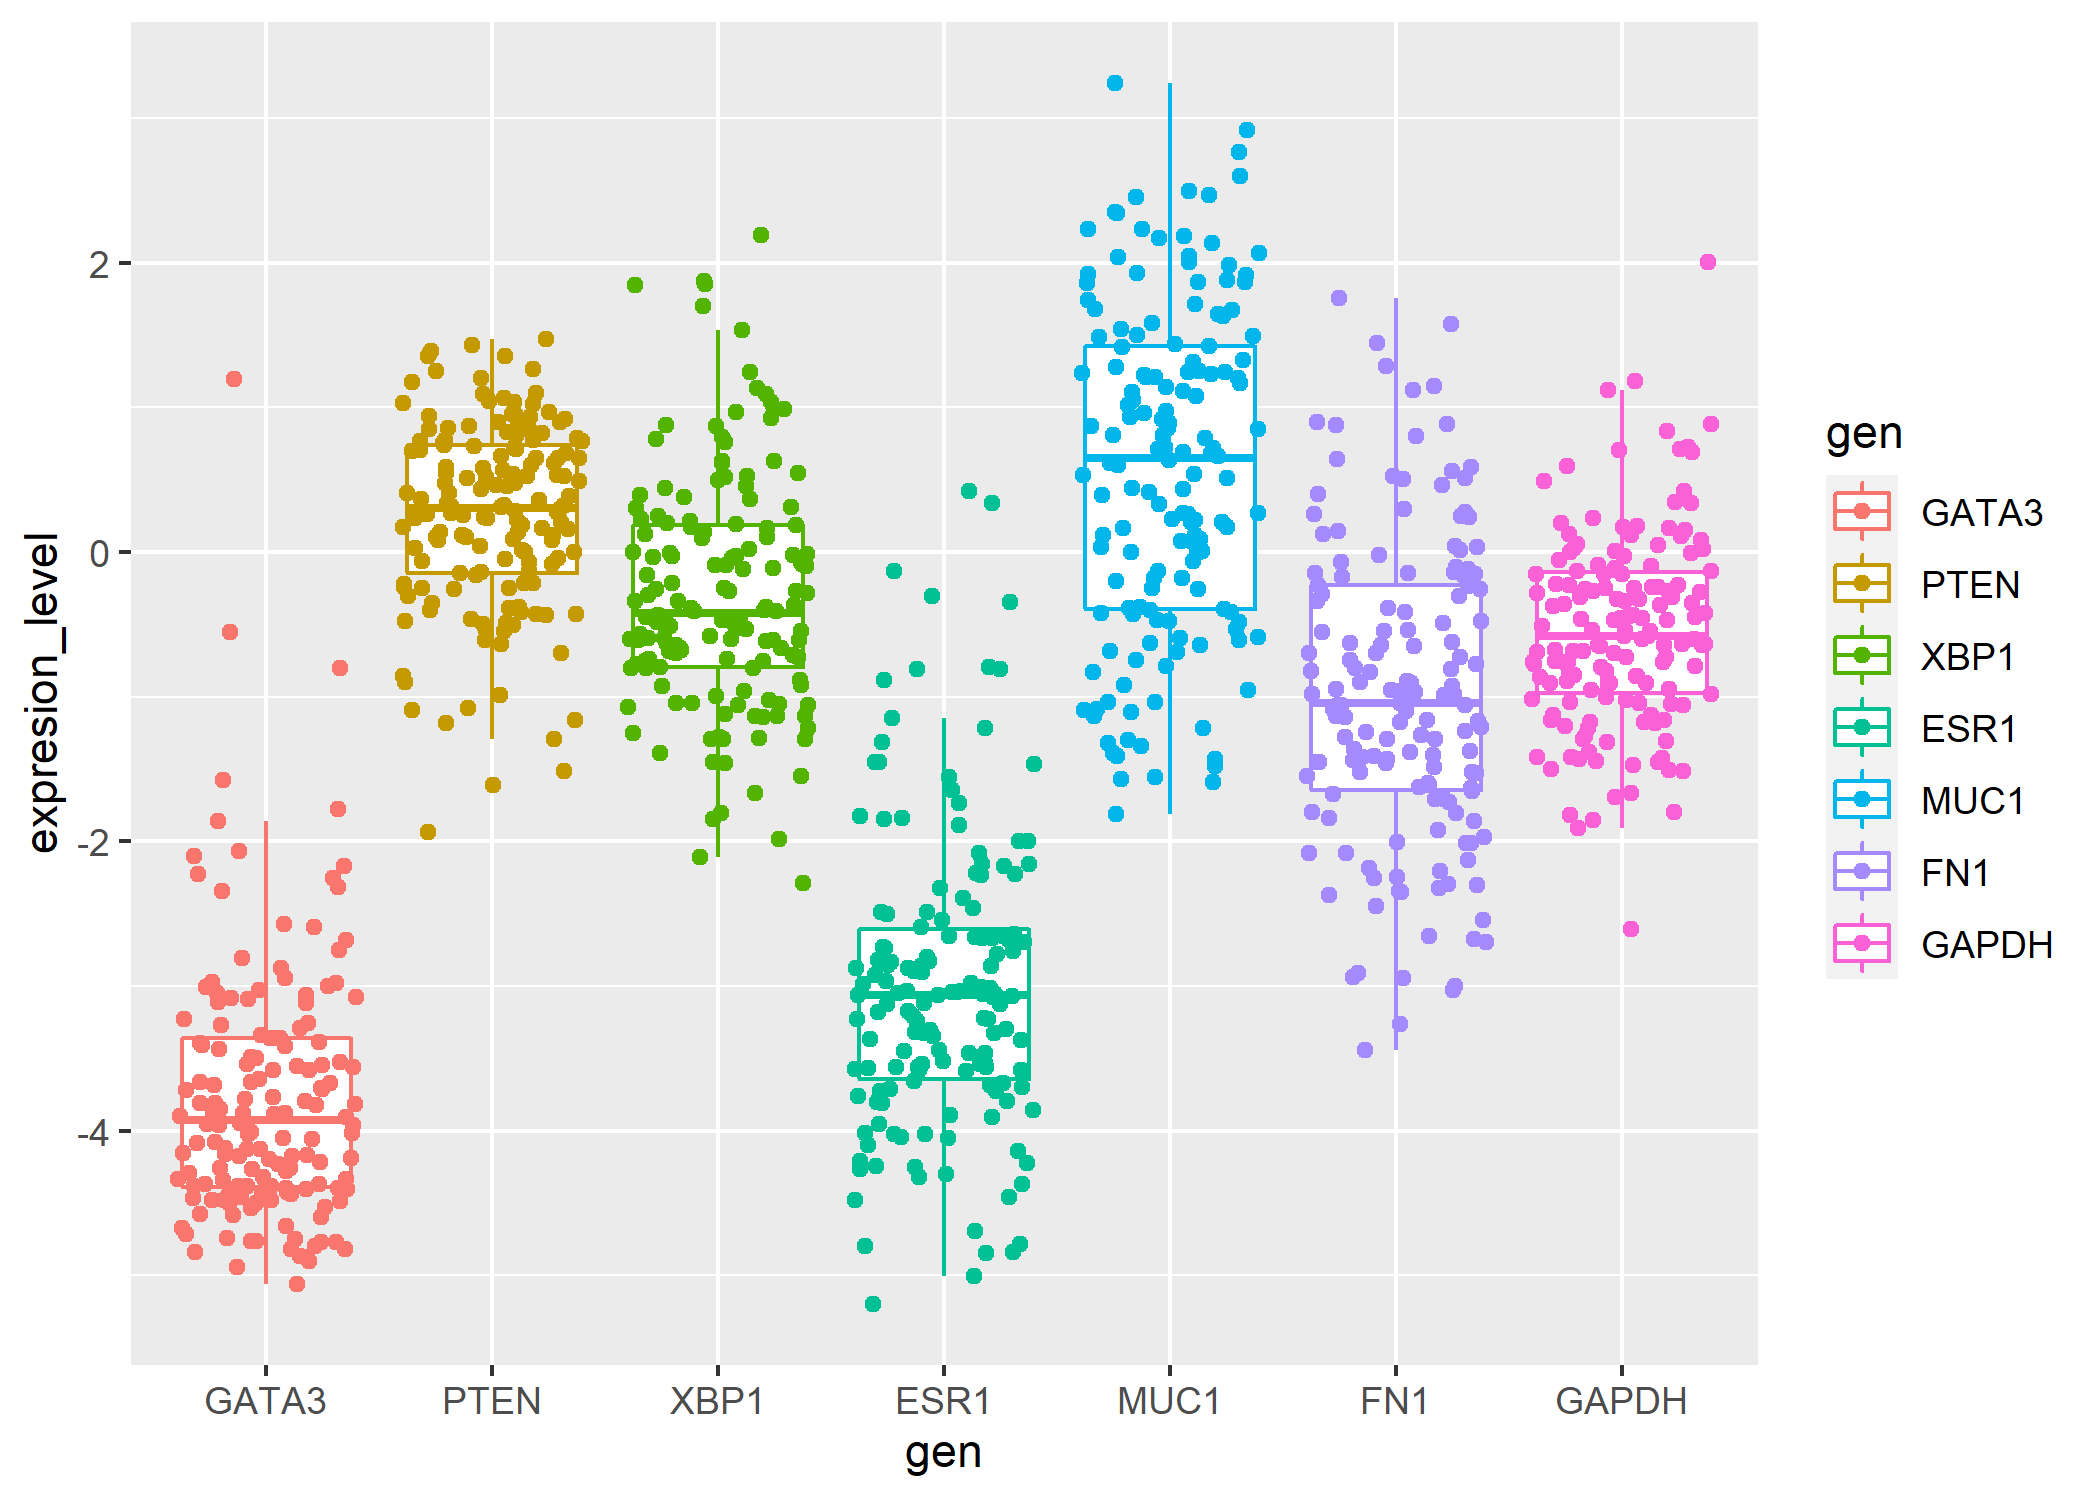 expresion_level
2
0
-2
-4
GATA3 PTEN XBP1 ESR1 MUC1 FN1 GAPDH
gen
gen
GATA3
PTEN
XBP1
ESR1
MUC1
FN1
GAPDH